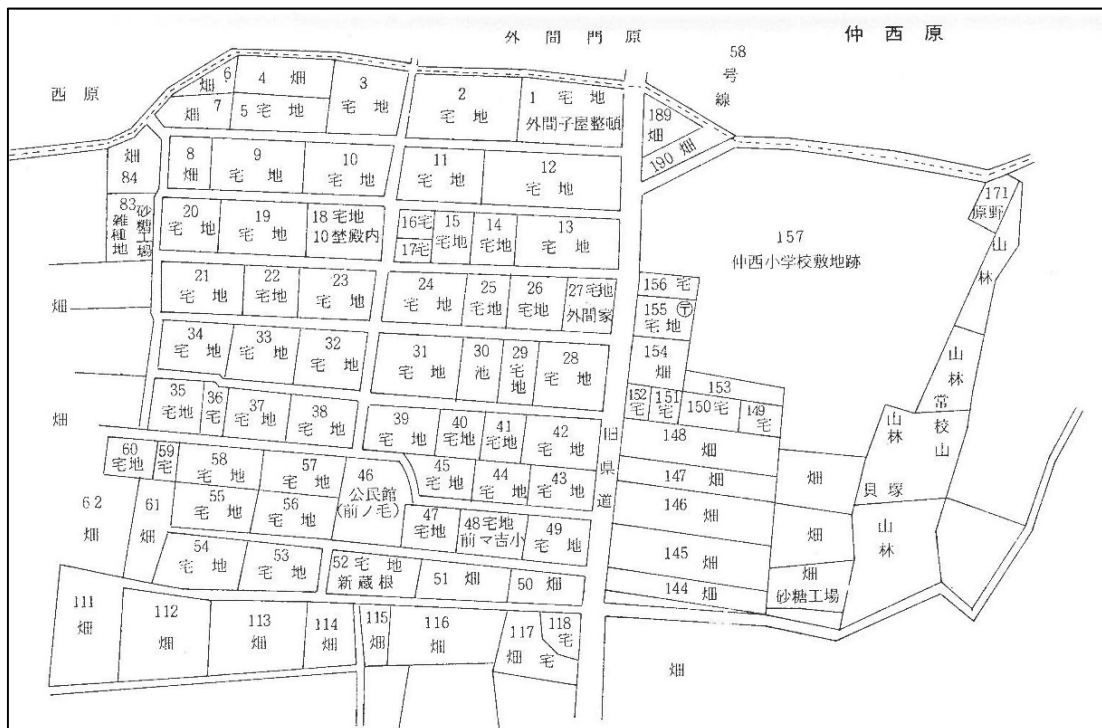 外間門原
仲西原
58号線
西原
6 畑
4 畑
3 宅地
2 宅地
1 宅地
外間子屋整頓
189 畑
190 畑
畑 7
5 宅地
畑 84
8 畑
9 宅地
10 宅地
11 宅地
12 宅地
171 原野
山林
83 雑種地
砂糖工場
20 宅地
19 宅地
18 宅地
16 宅
17 宅
15 宅地
14 宅地
13 宅地
157
仲西小学校敷地跡
156 宅
21 宅地
22 宅地
23 宅地
24 宅地
25 宅地
26 宅地
27 宅地
外間家
155 〒
宅地
畑
34 宅地
33 宅地
32 宅地
31 宅地
30 池
29 宅地
28 宅地
154 畑
153
152 宅
151 宅
150 宅
149 宅
山林
常
校山
山林
貝塚
畑
35 宅地
36 宅
37 宅地
38 宅地
39 宅地
40 宅地
41 宅地
42 宅地
旧県道
148 畑
畑
60 宅地
59 宅
58 宅地
57 宅地
46
公民館
(前ノ毛)
45 宅地
44 宅地
43 宅地
147 畑
146 畑
畑
山林
62 畑
61 畑
55 宅地
56 宅地
47 宅地
48 宅地
前マ吉小
49 宅地
145 畑
54 宅地
53 宅地
52 宅地
新蔵根
51 畑
50 畑
144 畑
畑
砂糖工場
111 畑
112 畑
113 畑
114 畑
115 畑
116 畑
117 畑
宅
118 宅
畑